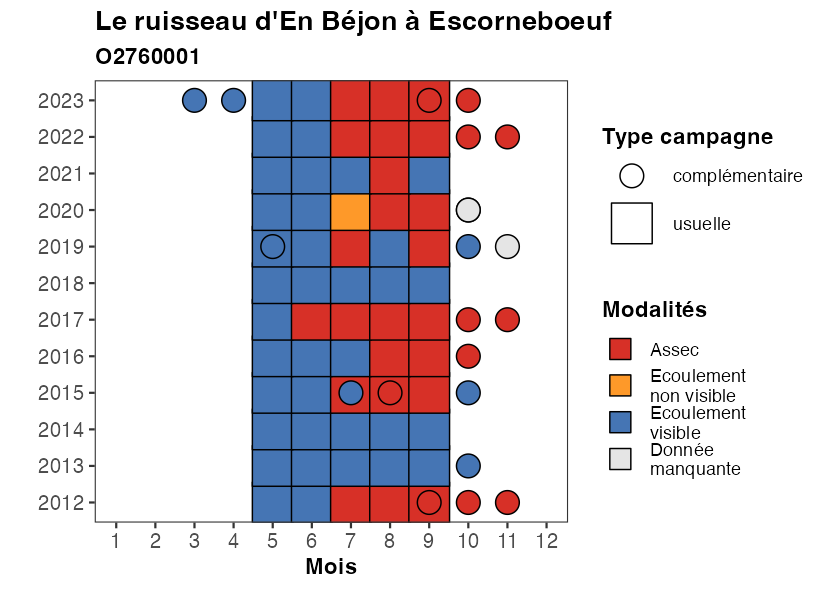 Le ruisseau d'En Béjon à Escorneboeuf
O2760001
2023
2022
2021
2020
2019
2018
2017
2016
2015
2014
2013
2012
1 2 3 4 5 6 7 8 9 10 11 12
Mois
Type campagne
complémentaire
usuelle
Modalités
Assec
Ecoulement
non visible
Ecoulement
visible
Donnée
manquante